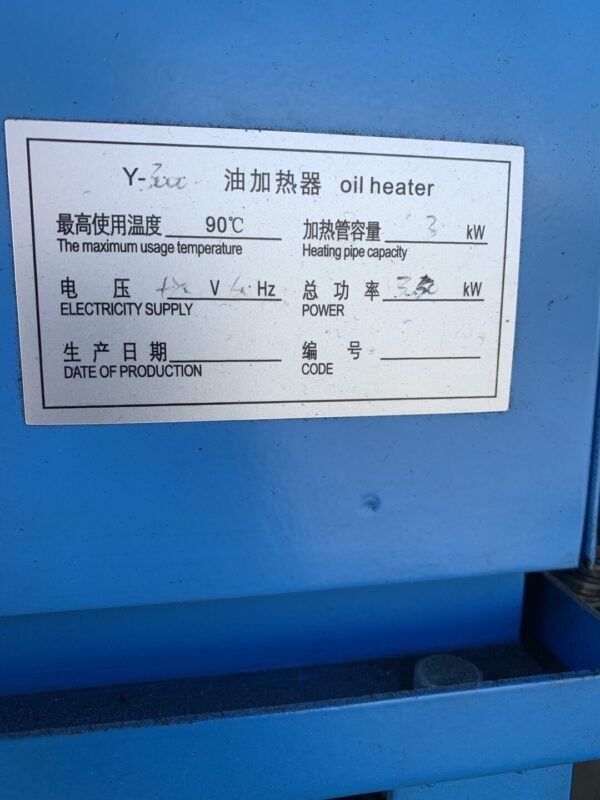 Y-300 油加热器 oil heater
最高使用温度 90℃ 加热管容量 3 kW
The maximum usage temperature Heating pipe capacity
电 压 V Hz 总 功 率 kW
ELECTRICITY SUPPLY POWER
生 产 日 期 编 号
DATE OF PRODUCTION CODE